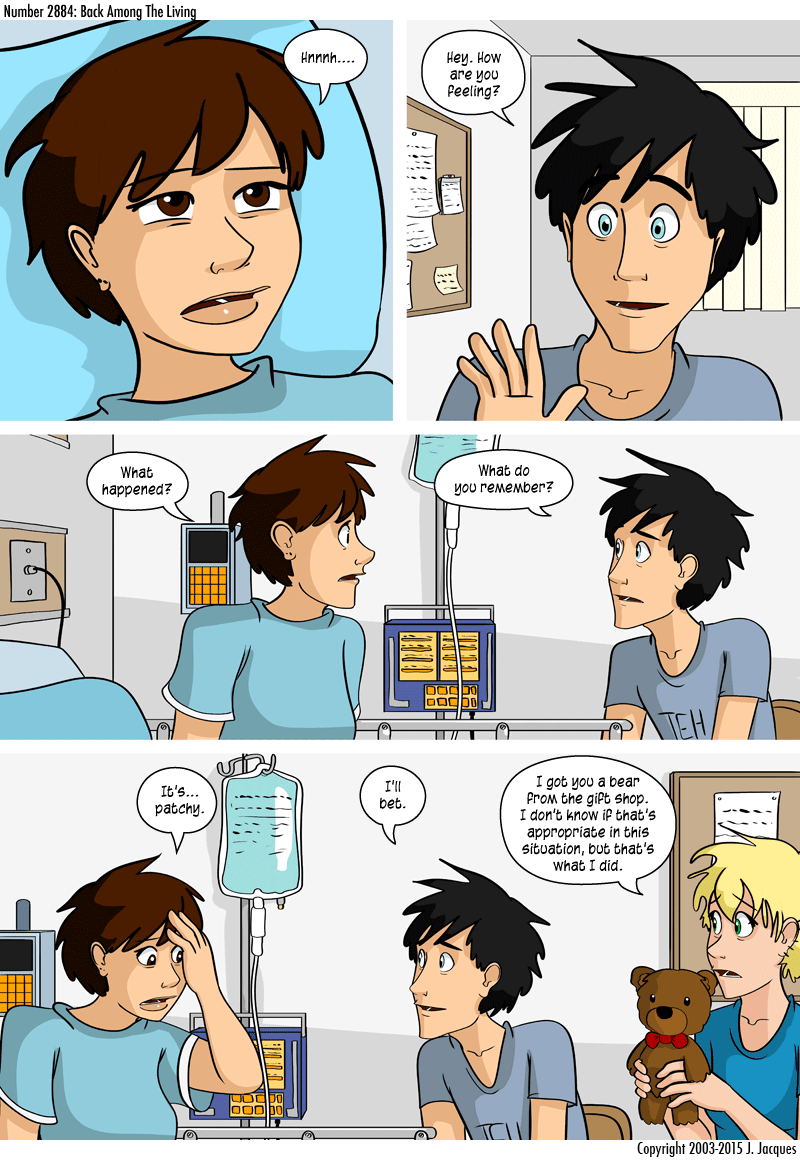 Number 2884: Back Among The Living
Hnnnh....
Hey. How
are you
feeling?
What
happened?
What do
you remember?
TEH
It's...
patchy.
I'll
bet.
I got you a bear
from the gift shop.
I don't know if that's
appropriate in this
situation, but that's
what I did.
TEH
Copyright 2003-2015 J. Jacques